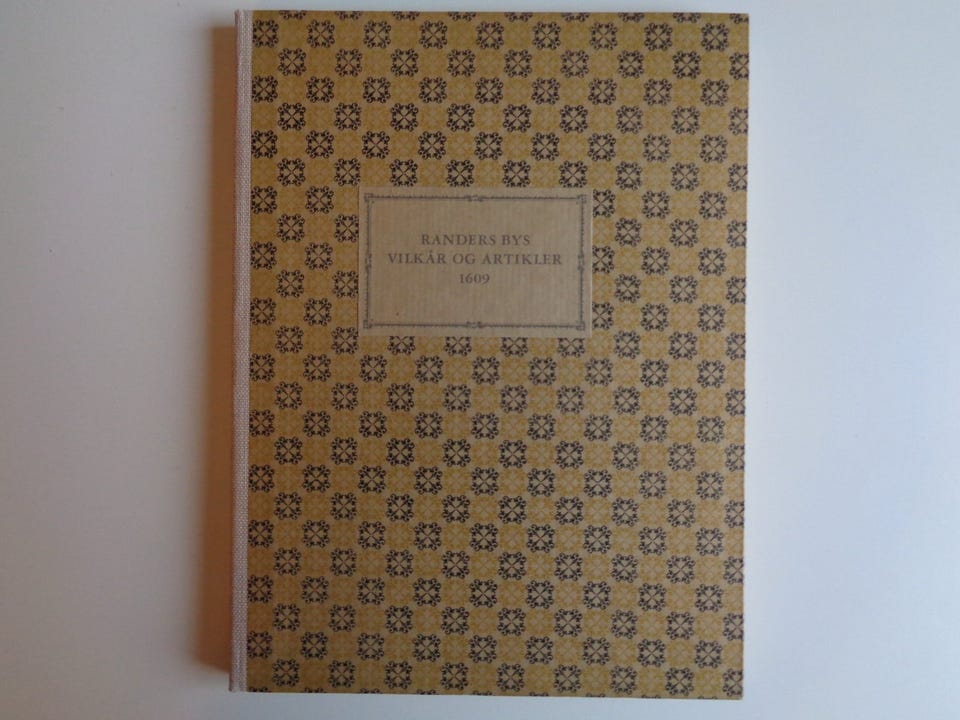 RANDERS BYS
VILKÅR OG ARTIKLER
1609